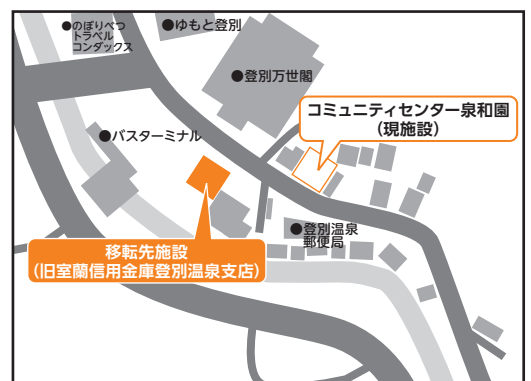 ●のぼりべつ
トラベル
コンダックス
●ゆもと登別
●登別万世閣
コミュニティセンター泉和園
(現施設)
●バスターミナル
●登別温泉
郵便局
移転先施設
(旧室蘭信用金庫登別温泉支店)